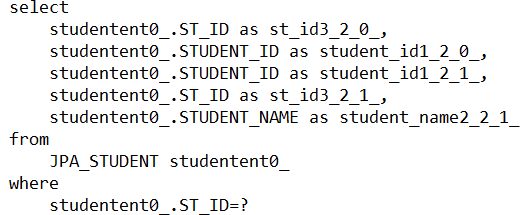 select
    studentent0_.ST_ID as st_id3_2_0_,
    studentent0_.STUDENT_ID as student_id1_2_0_,
    studentent0_.STUDENT_ID as student_id1_2_1_,
    studentent0_.ST_ID as st_id3_2_1_,
    studentent0_.STUDENT_NAME as student_name2_2_1_
from
    JPA_STUDENT studentent0_
where
    studentent0_.ST_ID=?